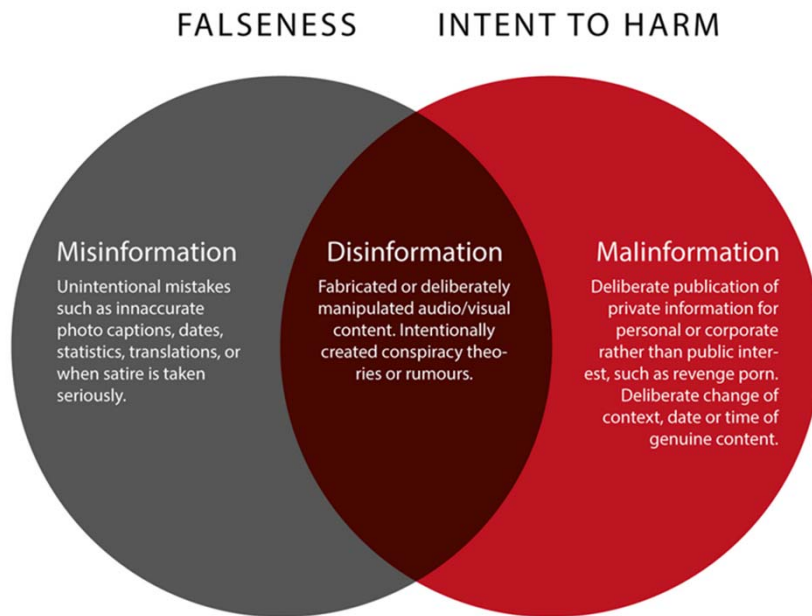 FALSENESS
INTENT TO HARM
Misinformation
Unintentional mistakes
such as innaccurate
photo captions, dates,
statistics, translations, or
when satire is taken
seriously.
Disinformation
Fabricated or deliberately
manipulated audio/visual
content. Intentionally
created conspiracy theo-
ries or rumours.
Malinformation
Deliberate publication of
private information for
personal or corporate
rather than public inter-
est, such as revenge porn.
Deliberate change of
context, date or time of
genuine content.